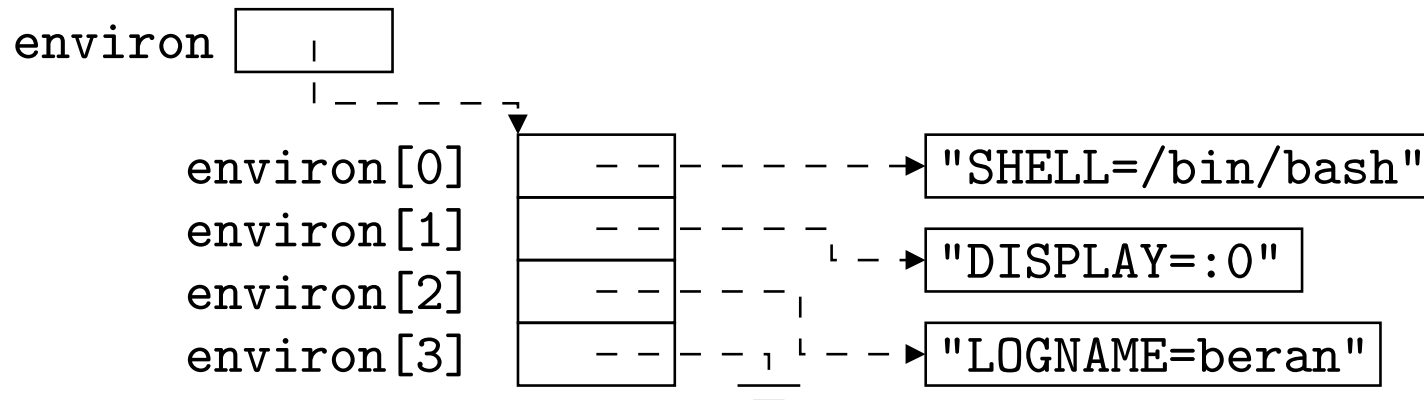 environ
environ[0] "SHELL=/bin/bash"
environ[1] "DISPLAY=:0"
environ[2]
environ[3] "LOGNAME=beran"